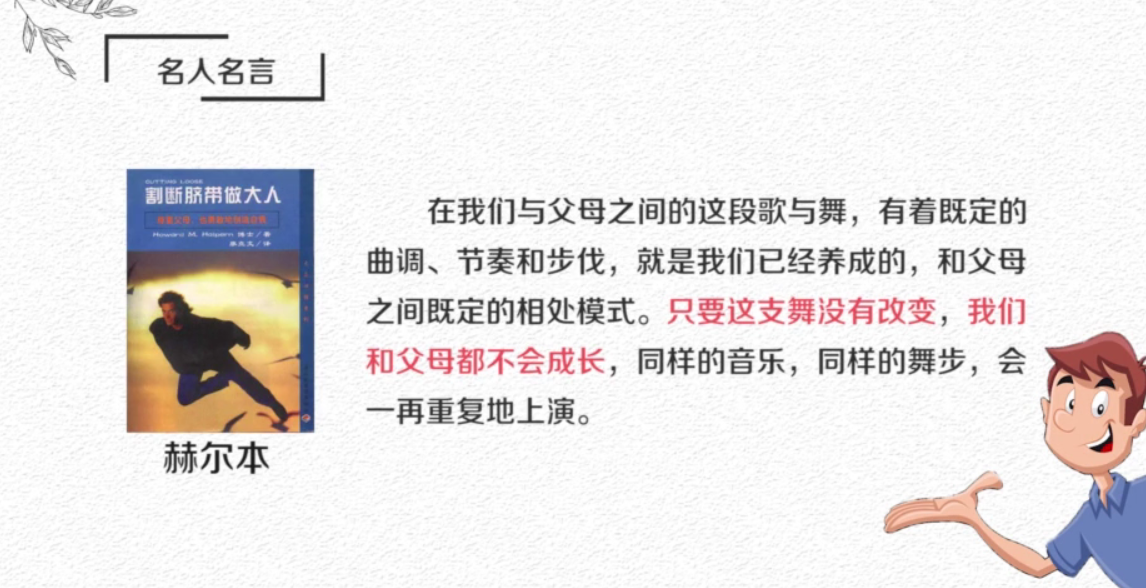 名人名言
CUTTING LOOSE
割断脐带做大人
Howard M. Halpern 博士/著
赫尔本
在我们与父母之间的这段歌与舞，有着既定的
曲调、节奏和步伐，就是我们已经养成的，和父母
之间既定的相处模式。只要这支舞没有改变，我们
和父母都不会成长，同样的音乐，同样的舞步，会
一再重复地上演。